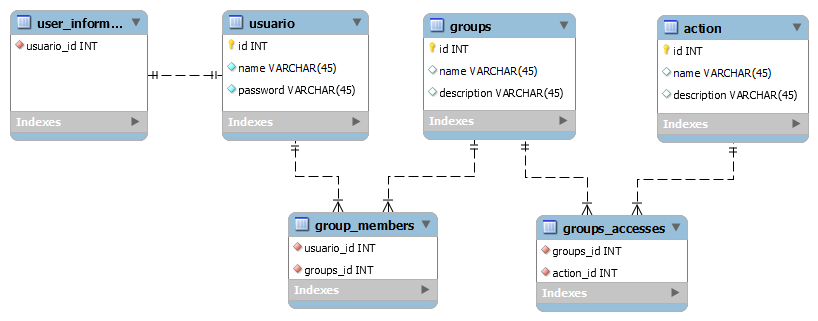 user_inform...
usuario_id INT
Indexes
usuario
id INT
name VARCHAR(45)
password VARCHAR(45)
Indexes
groups
id INT
name VARCHAR(45)
description VARCHAR(45)
Indexes
action
id INT
name VARCHAR(45)
description VARCHAR(45)
Indexes
group_members
usuario_id INT
groups_id INT
Indexes
groups_accesses
groups_id INT
action_id INT
Indexes